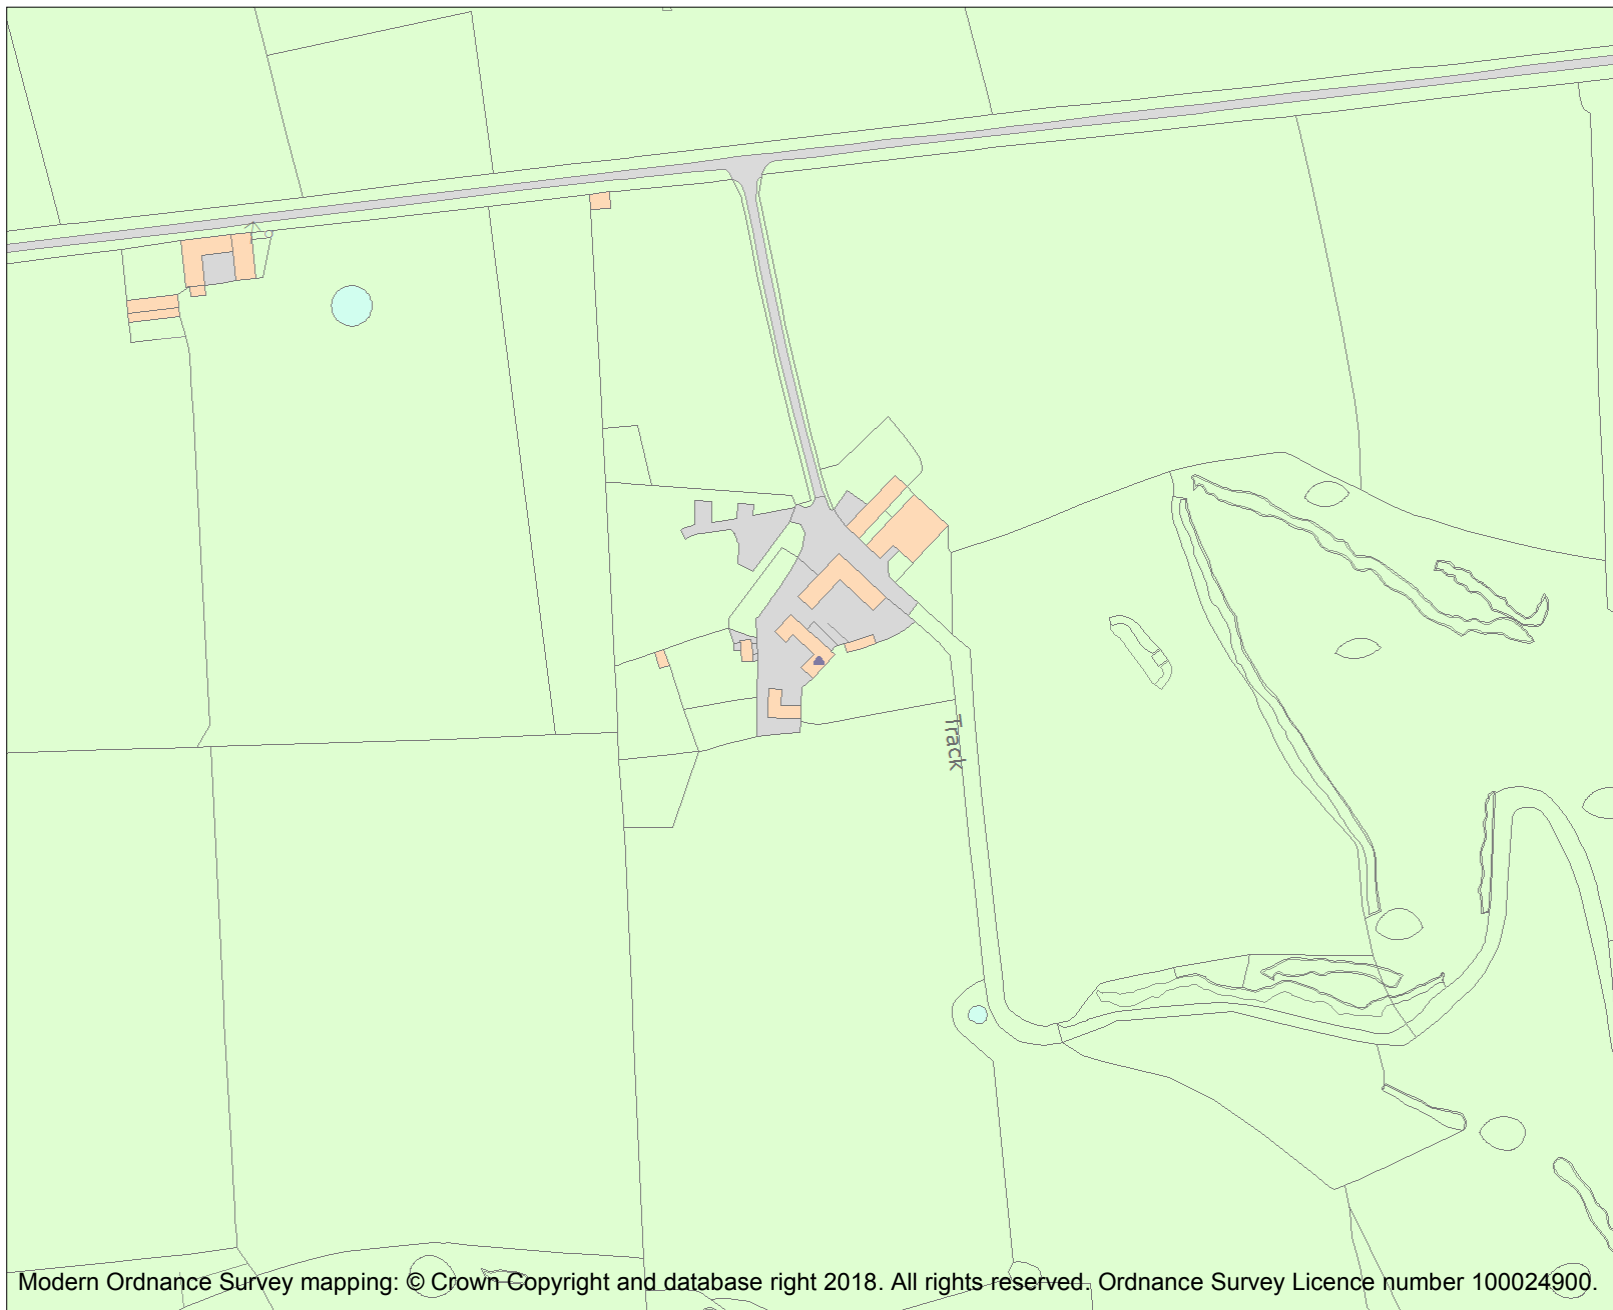 Track
Modern Ordnance Survey mapping: © Crown Copyright and database right 2018. All rights reserved. Ordnance Survey Licence number 100024900.